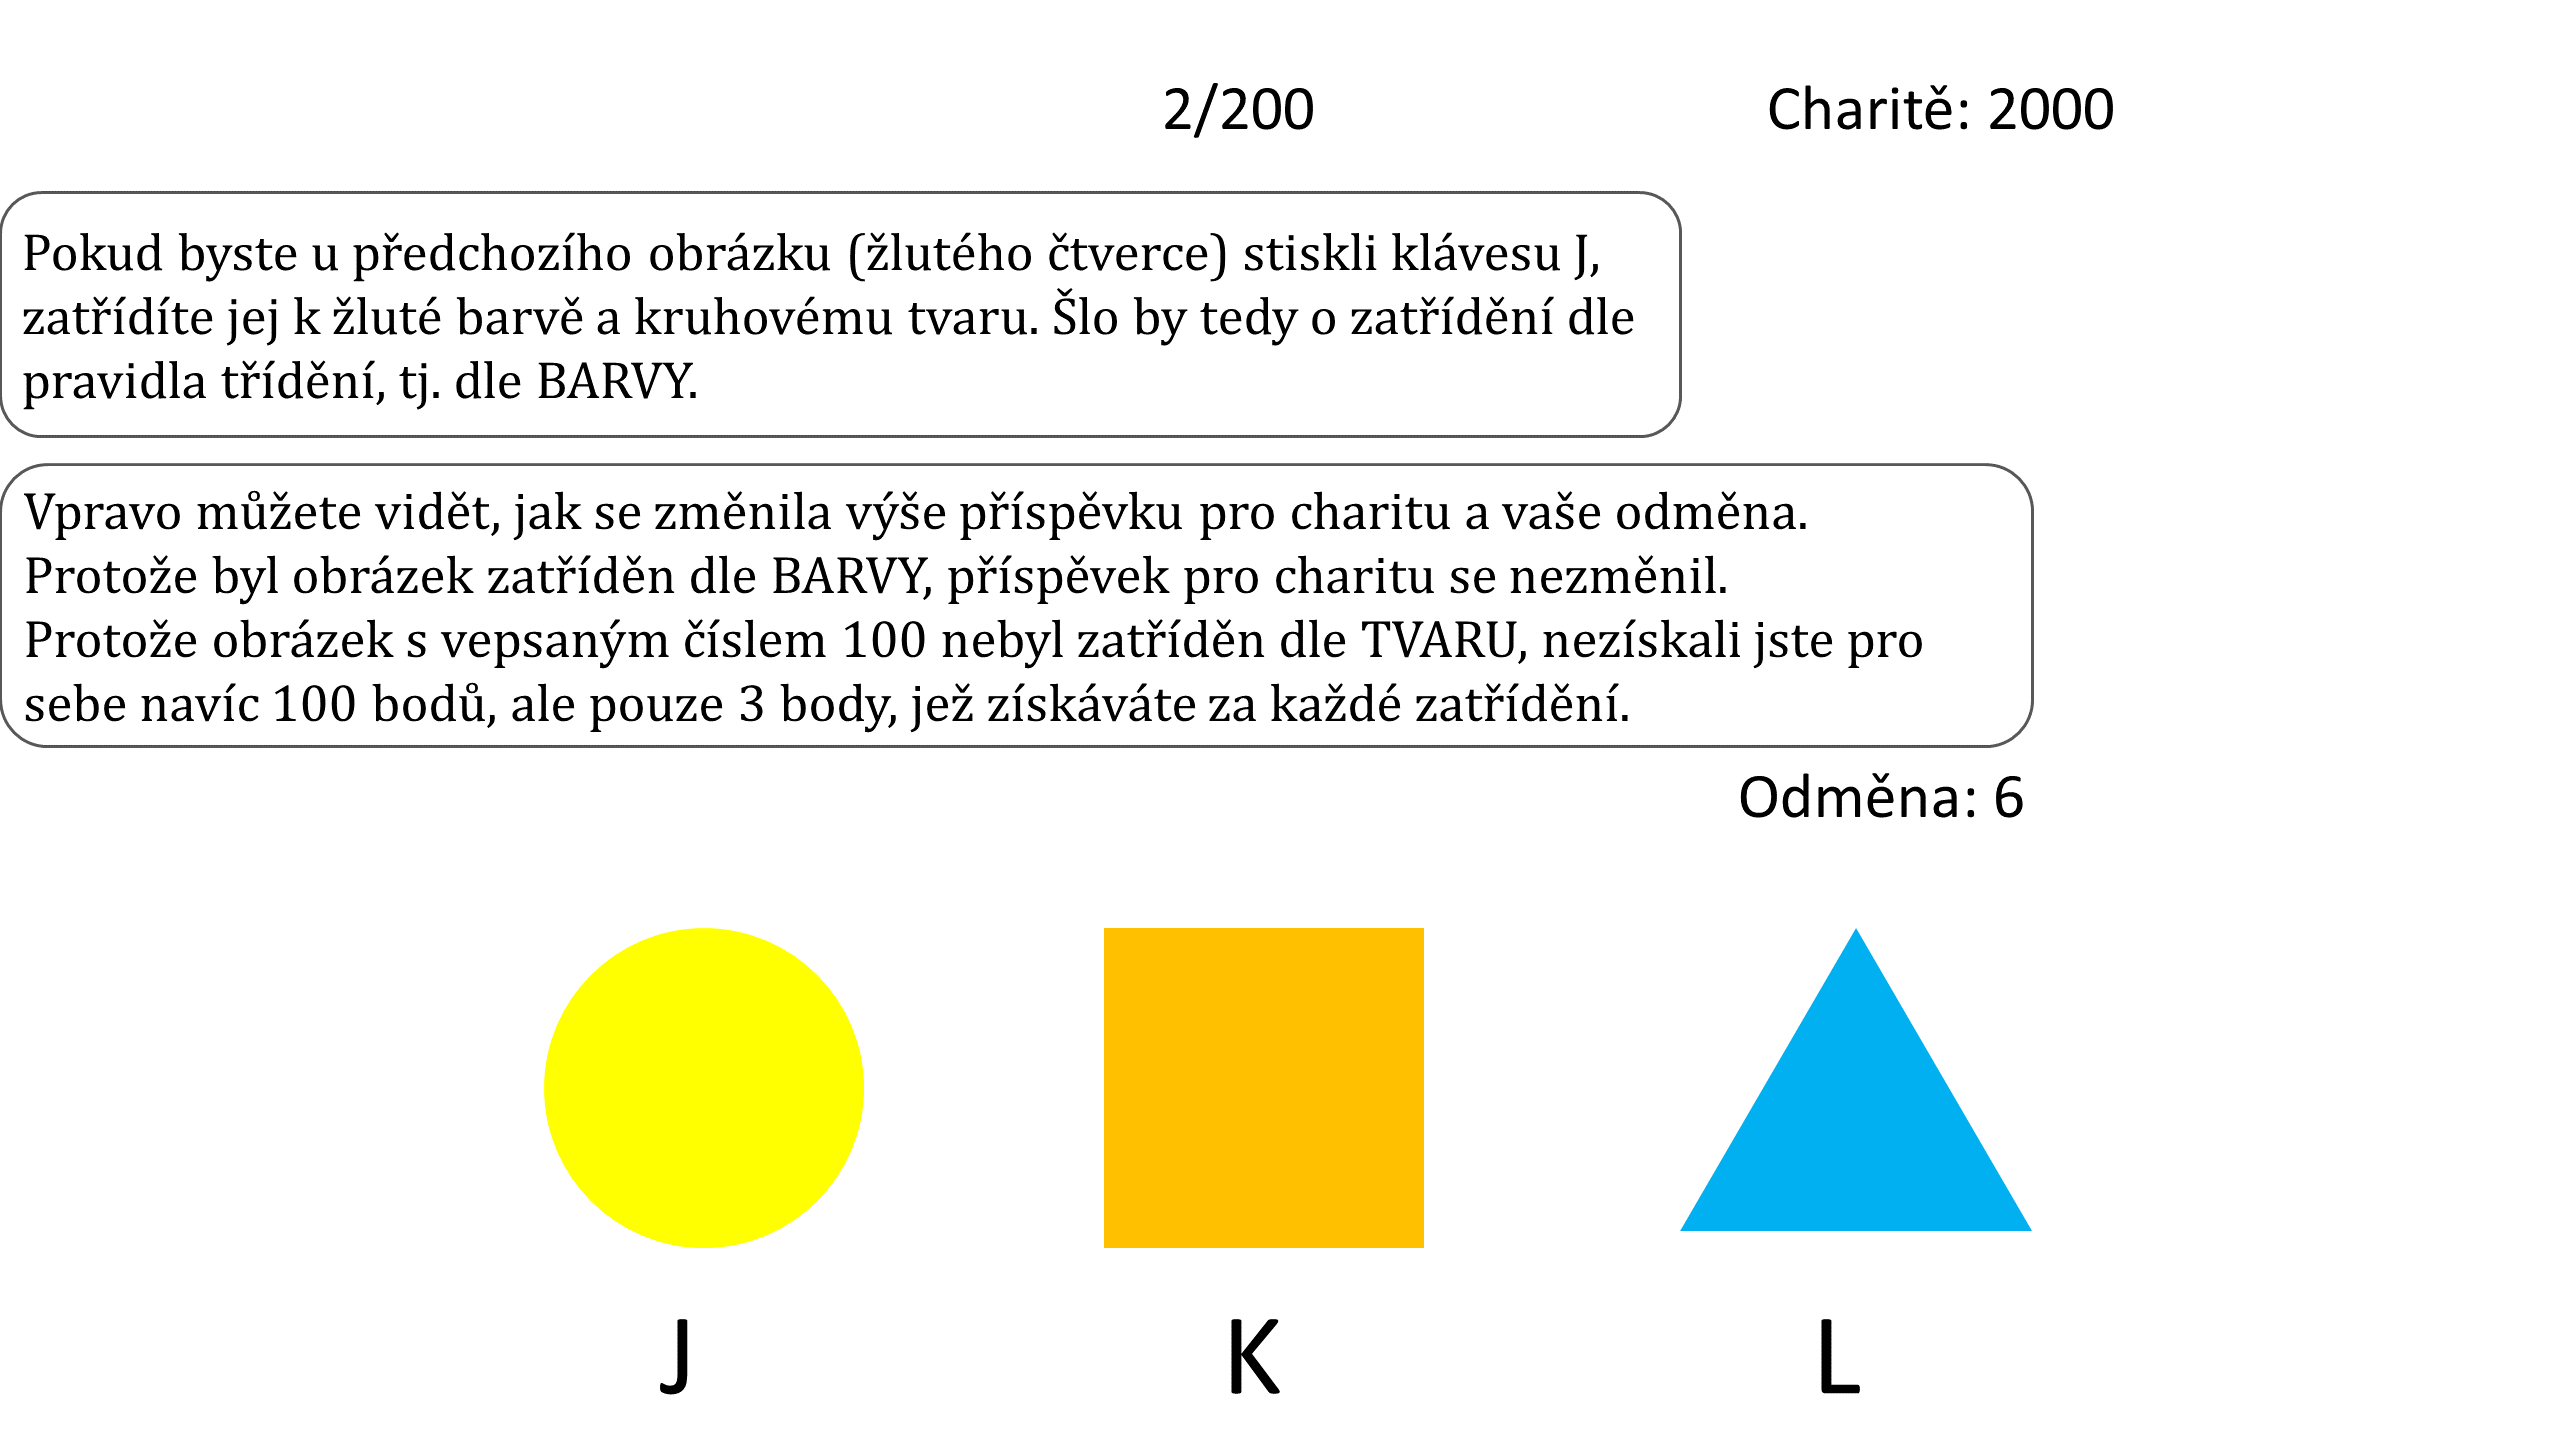 2/200
Charitě: 2000
Pokud byste u předchozího obrázku (žlutého čtverce) stiskli klávesu J,
zatřídíte jej k žluté barvě a kruhovému tvaru. Šlo by tedy o zatřídění dle
pravidla třídění, tj. dle BARVY.
Vpravo můžete vidět, jak se změnila výše příspěvku pro charitu a vaše odměna.
Protože byl obrázek zatříděn dle BARVY, příspěvek pro charitu se nezměnil.
Protože obrázek s vepsaným číslem 100 nebyl zatříděn dle TVARU, nezískali jste pro
sebe navíc 100 bodů, ale pouze 3 body, jež získáváte za každé zatřídění.
Odměna: 6
J
K
L